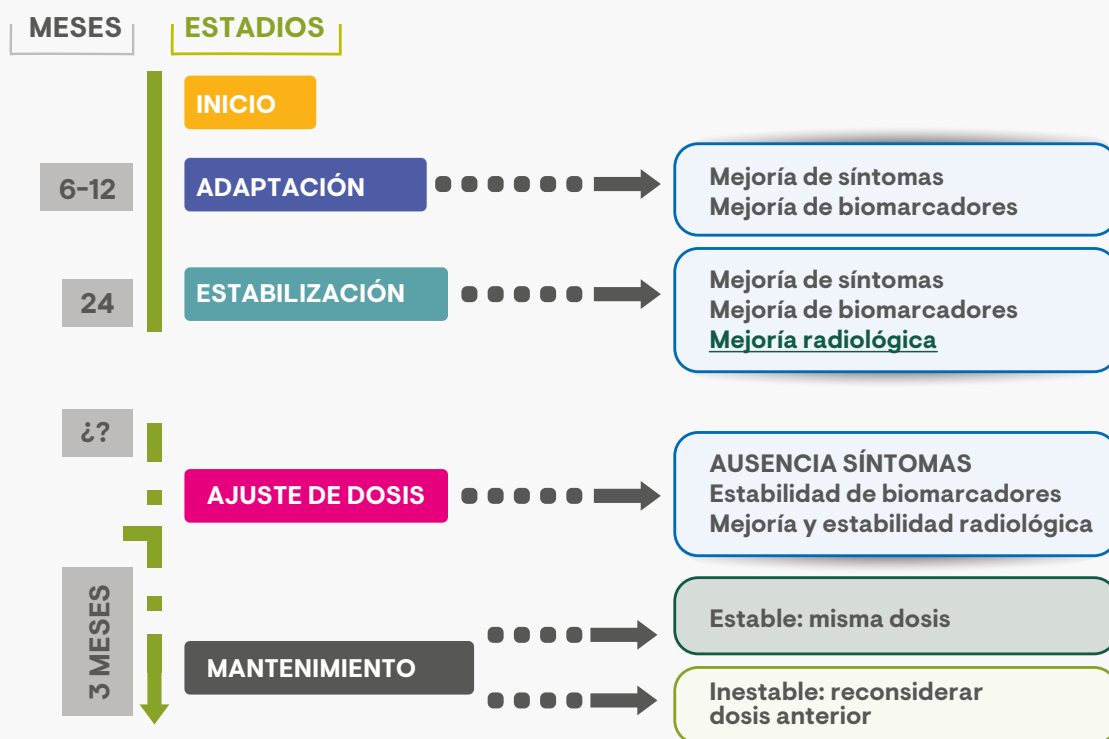 MESES
ESTADIOS
INICIO
6-12
ADAPTACIÓN
Mejoría de síntomas
Mejoría de biomarcadores
24
ESTABILIZACIÓN
Mejoría de síntomas
Mejoría de biomarcadores
Mejoría radiológica
¿?
AJUSTE DE DOSIS
AUSENCIA SÍNTOMAS
Estabilidad de biomarcadores
Mejoría y estabilidad radiológica
3 MESES
MANTENIMIENTO
Estable: misma dosis
Inestable: reconsiderar
dosis anterior